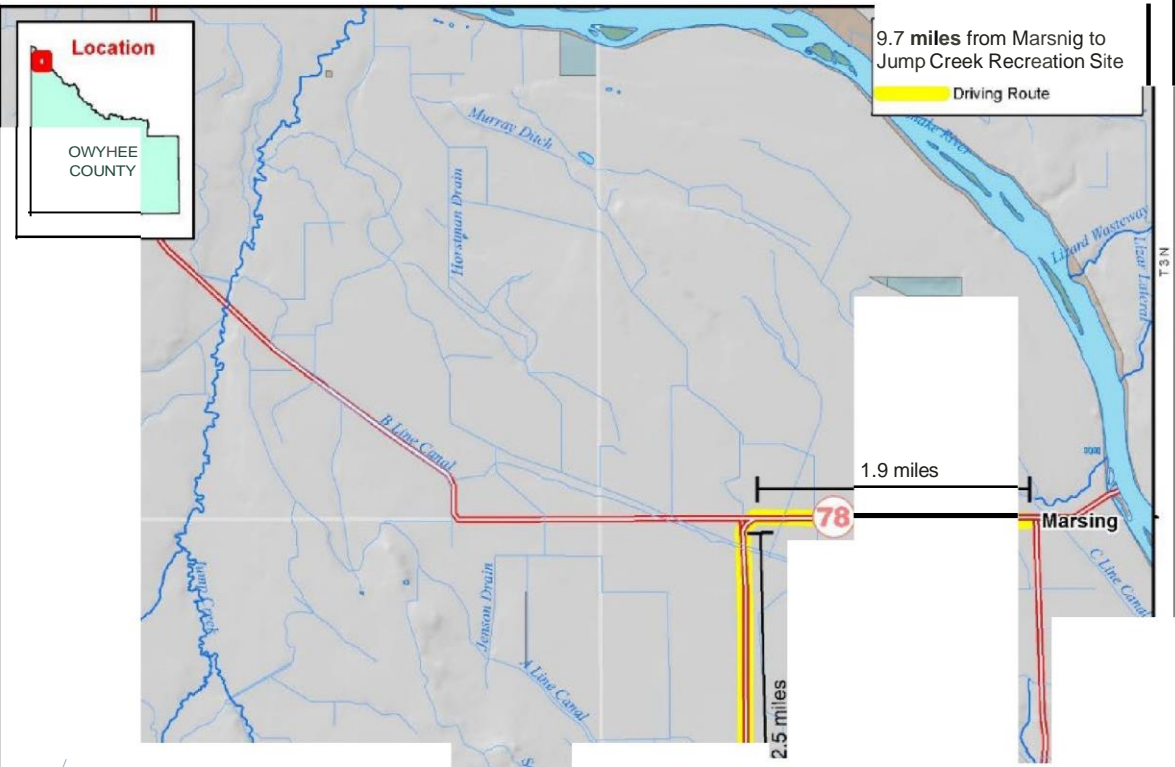 Location
OWYHEE
COUNTY
9.7 miles from Marsnig to
Jump Creek Recreation Site
Driving Route
Murray Ditch
Horstman Drain
Snake River
Lizard Wasteway
Lizar Lateral
T3N
B Line Canal
1.9 miles
78
Marsing
C Line Canal
Jump Creek
Jenson Drain
A Line Canal
2.5 miles